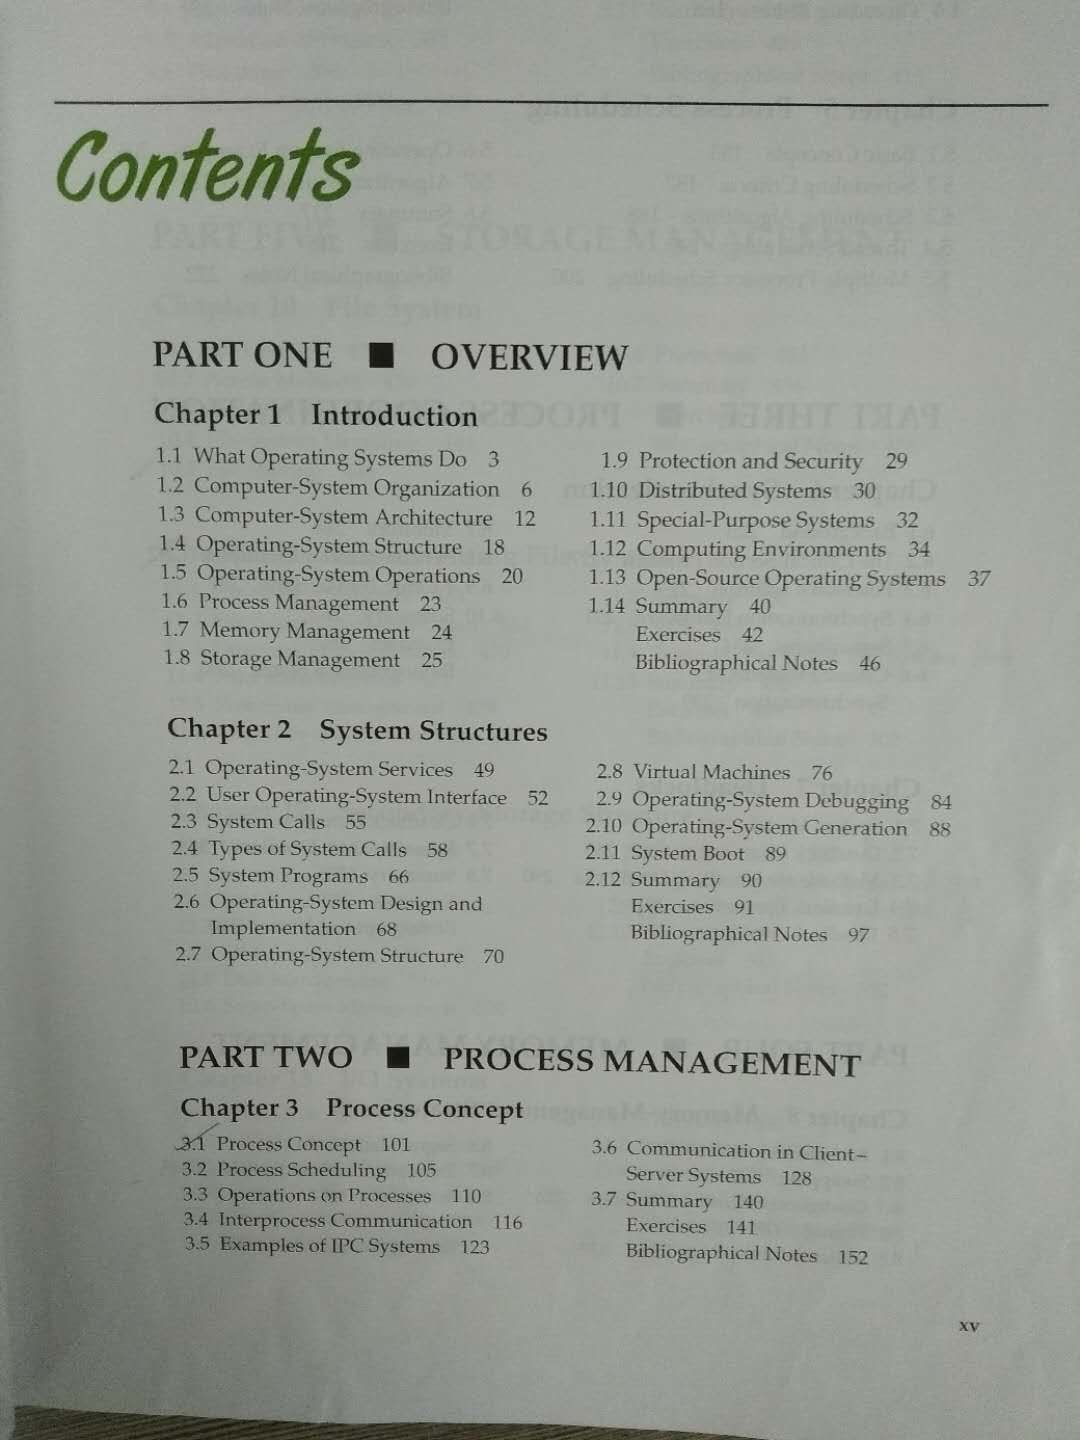 Contents
PART ONE ■ OVERVIEW
Chapter 1 Introduction
1.1 What Operating Systems Do 3
1.2 Computer-System Organization 6
1.3 Computer-System Architecture 12
1.4 Operating-System Structure 18
1.5 Operating-System Operations 20
1.6 Process Management 23
1.7 Memory Management 24
1.8 Storage Management 25
1.9 Protection and Security 29
1.10 Distributed Systems 30
1.11 Special-Purpose Systems 32
1.12 Computing Environments 34
1.13 Open-Source Operating Systems 37
1.14 Summary 40
Exercises 42
Bibliographical Notes 46
Chapter 2 System Structures
2.1 Operating-System Services 49
2.2 User Operating-System Interface 52
2.3 System Calls 55
2.4 Types of System Calls 58
2.5 System Programs 66
2.6 Operating-System Design and
Implementation 68
2.7 Operating-System Structure 70
2.8 Virtual Machines 76
2.9 Operating-System Debugging 84
2.10 Operating-System Generation 88
2.11 System Boot 89
2.12 Summary 90
Exercises 91
Bibliographical Notes 97
PART TWO ■ PROCESS MANAGEMENT
Chapter 3 Process Concept
3.1 Process Concept 101
3.2 Process Scheduling 105
3.3 Operations on Processes 110
3.4 Interprocess Communication 116
3.5 Examples of IPC Systems 123
3.6 Communication in Client–
Server Systems 128
3.7 Summary 140
Exercises 141
Bibliographical Notes 152
xv